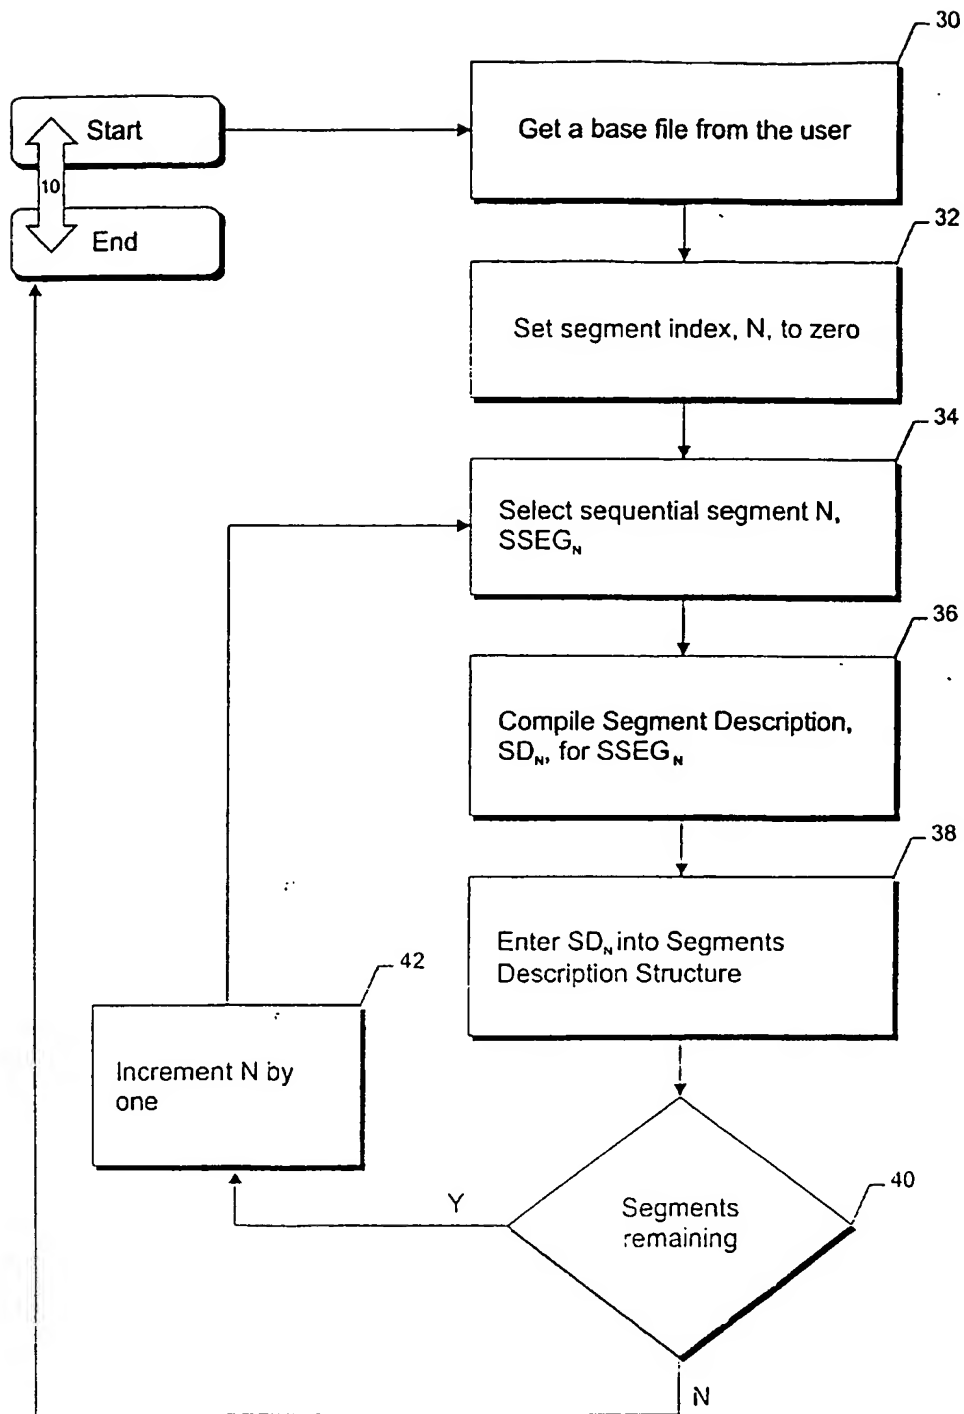 30
Start
Get a base file from the user
10
End
32
Set segment index, N, to zero
34
Select sequential segment N,
SSEG_N
36
Compile Segment Description,
SD_N, for SSEG_N
38
Enter SD_N into Segments
Description Structure
42
Increment N by
one
40
Y
Segments
remaining
N